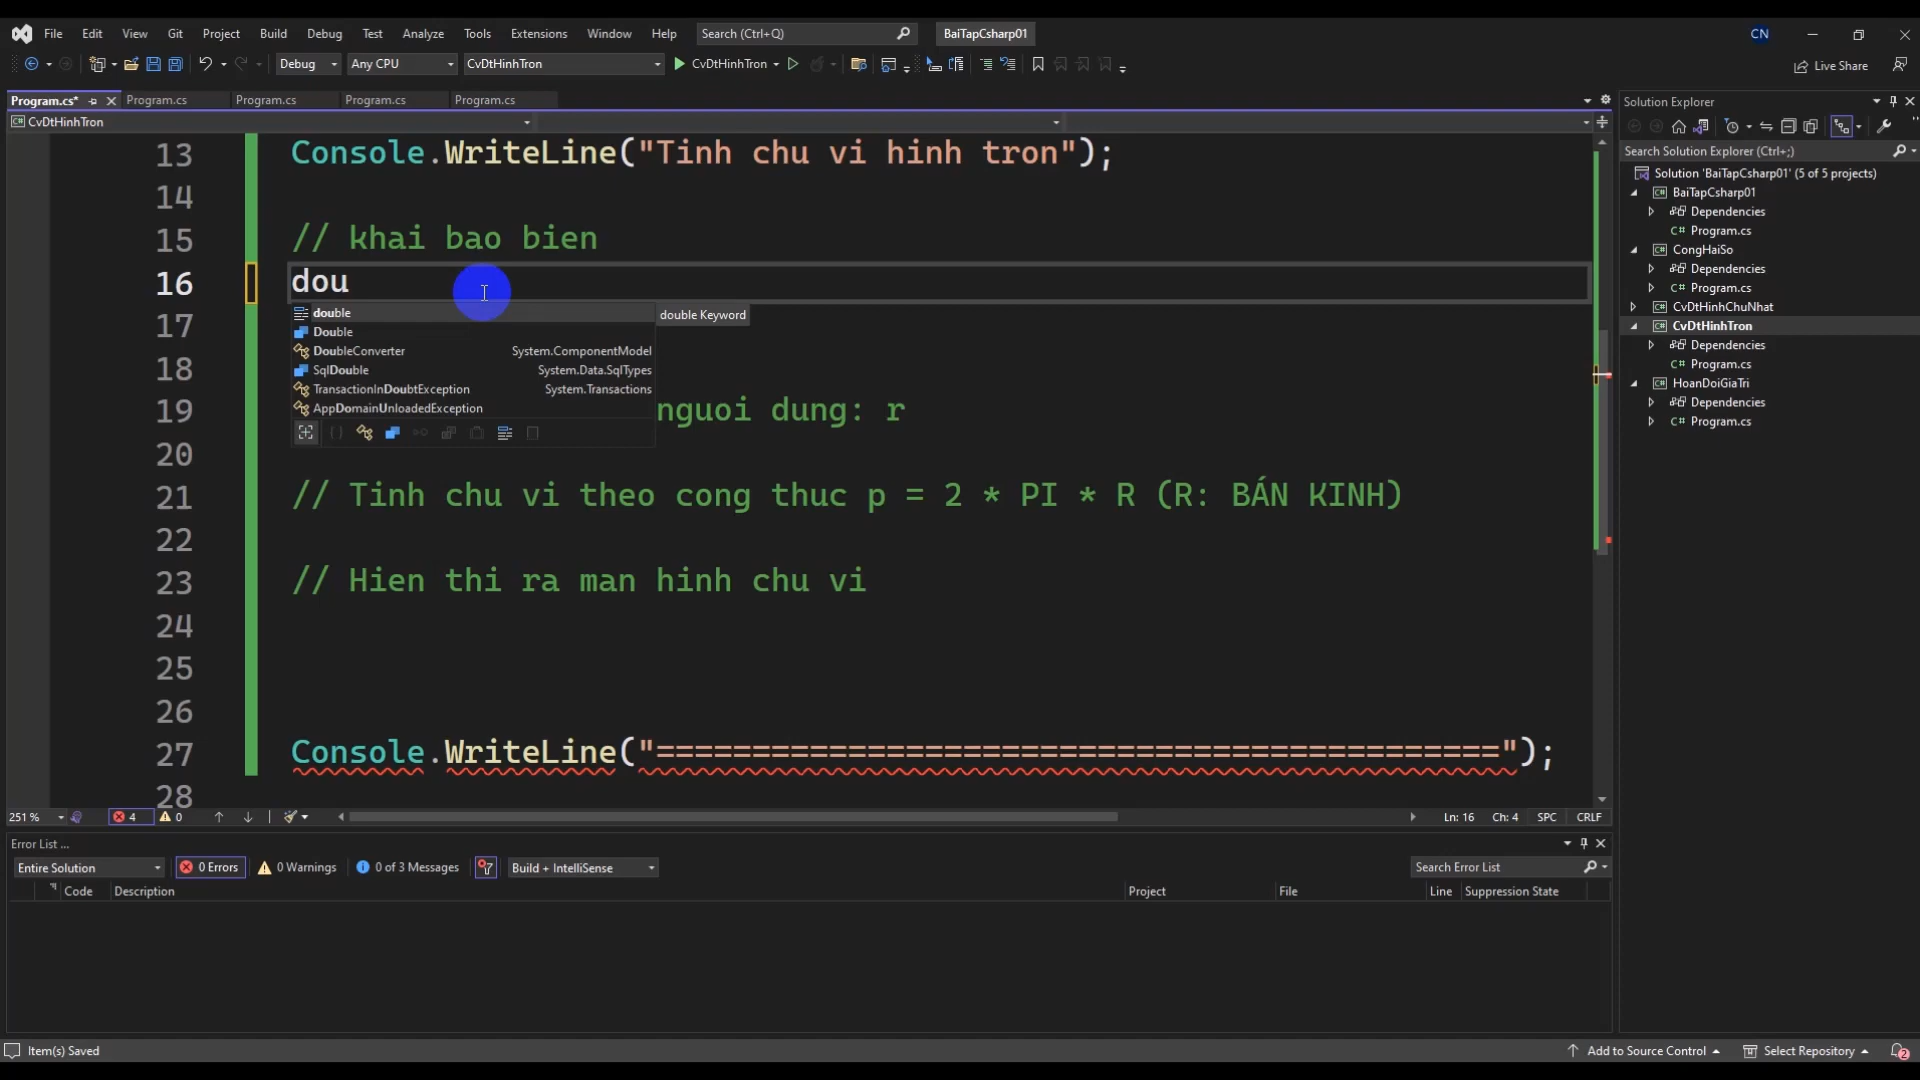 File Edit View Git Project Build Debug Test Analyze Tools Extensions Window Help Search (Ctrl+Q) BaiTapCsharp01 CN
Debug Any CPU CvDtHinhTron CvDtHinhTron Live Share
Program.cs* Program.cs Program.cs Program.cs Program.cs
CvDtHinhTron
13 Console.WriteLine("Tinh chu vi hinh tron");
14
15 // khai bao bien
16 dou
17
18
19 nguoi dung: r
20
21 // Tinh chu vi theo cong thuc p = 2 * PI * R (R: BÁN KINH)
22
23 // Hien thi ra man hinh chu vi
24
25
26
27 Console.WriteLine("============================================");
28
double
Double
DoubleConverter System.ComponentModel
SqlDouble System.Data.SqlTypes
TransactionInDoubtException System.Transactions
AppDomainUnloadedException
double Keyword
251 % 4 0 Ln: 16 Ch: 4 SPC CRLF
Error List ...
Entire Solution 0 Errors 0 Warnings 0 of 3 Messages Build + IntelliSense Search Error List
Code Description Project File Line Suppression State
Solution Explorer
Search Solution Explorer (Ctrl+;)
Solution 'BaiTapCsharp01' (5 of 5 projects)
BaiTapCsharp01
Dependencies
C# Program.cs
CongHaiSo
Dependencies
C# Program.cs
CvDtHinhChuNhat
CvDtHinhTron
Dependencies
C# Program.cs
HoanDoiGiaTri
Dependencies
C# Program.cs
Item(s) Saved Add to Source Control Select Repository 2